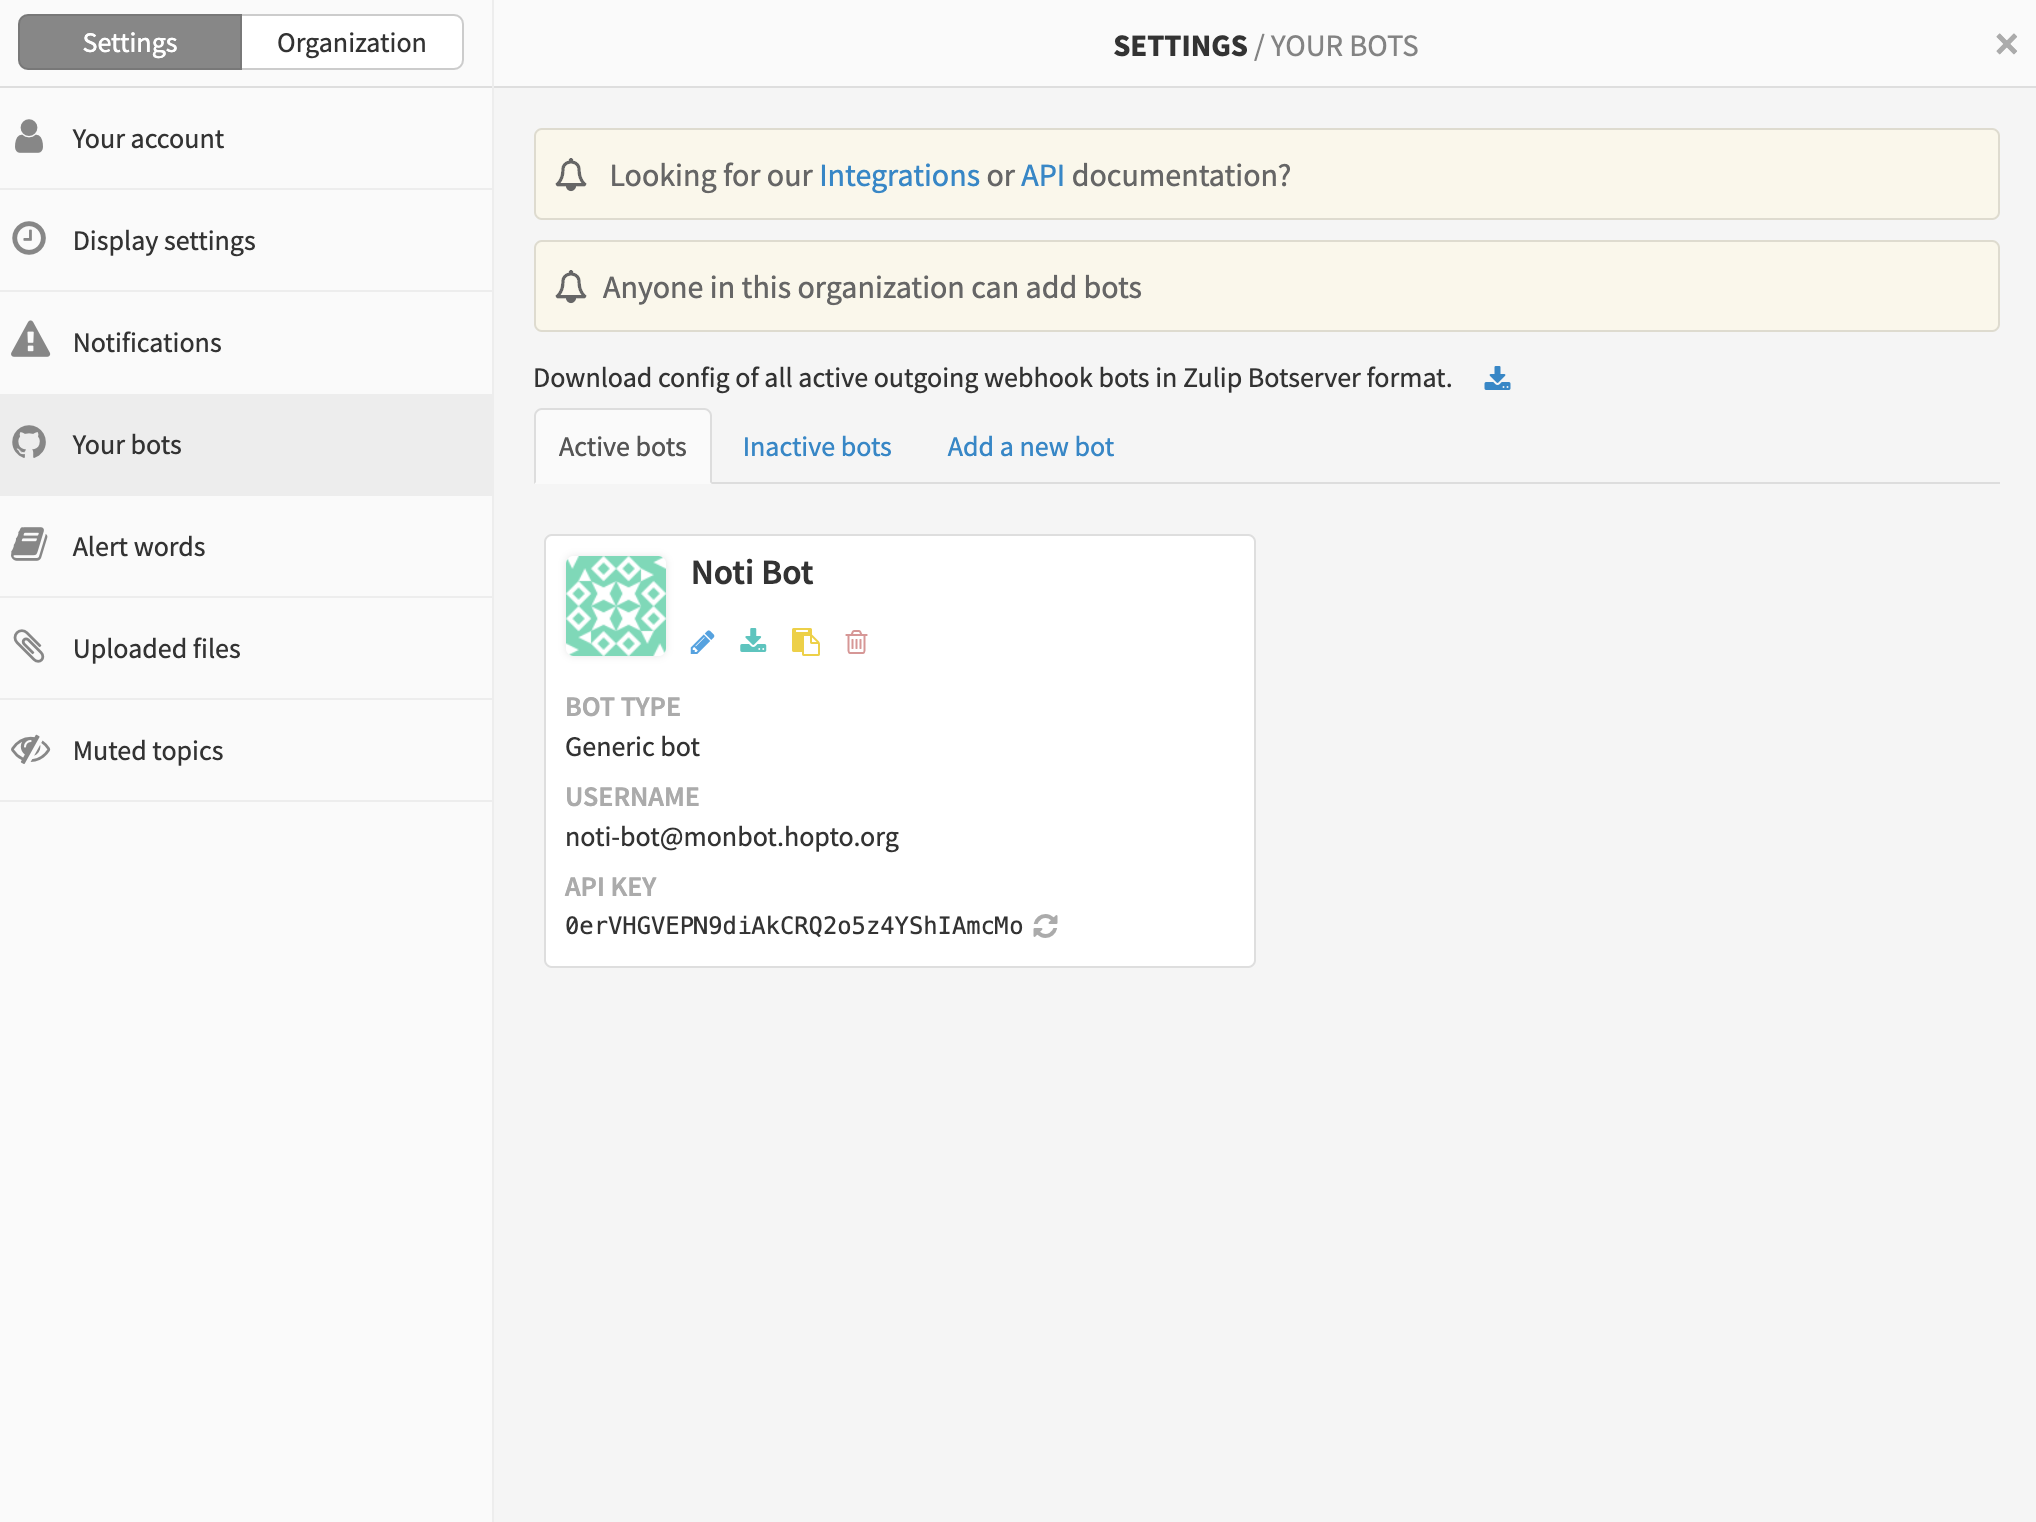 Settings
Organization
SETTINGS / YOUR BOTS
Your account
Display settings
Notifications
Your bots
Alert words
Uploaded files
Muted topics
Looking for our Integrations or API documentation?
Anyone in this organization can add bots
Download config of all active outgoing webhook bots in Zulip Botserver format.
Active bots
Inactive bots
Add a new bot
Noti Bot
BOT TYPE
Generic bot
USERNAME
noti-bot@monbot.hopto.org
API KEY
0erVHGVEPN9diAkCRQ2o5z4YShIAmcMo